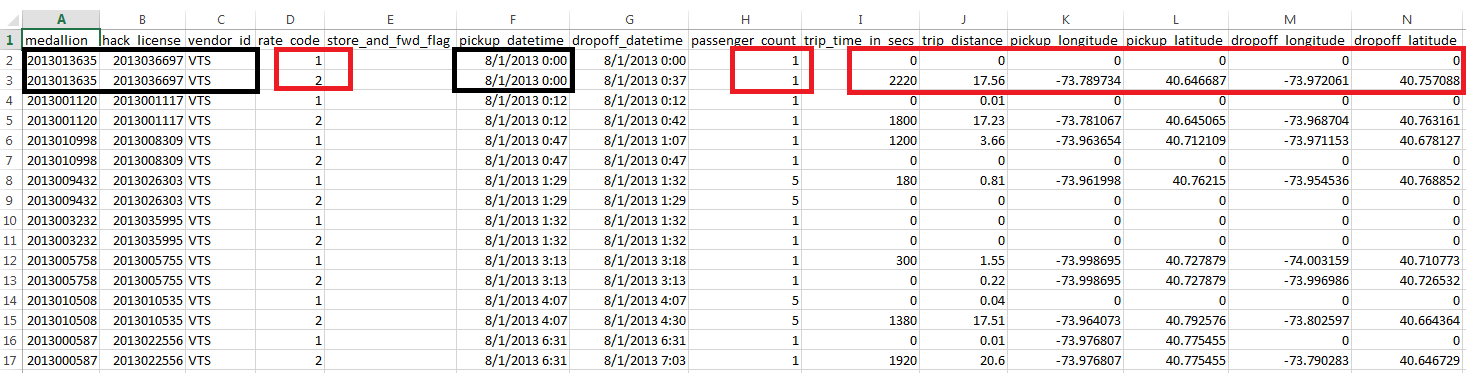 A B C D E F G H I J K L M N
1 medallion hack_license vendor_id rate_code store_and_fwd_flag pickup_datetime dropoff_datetime passenger_count trip_time_in_secs trip_distance pickup_longitude pickup_latitude dropoff_longitude dropoff_latitude
2 2013013635 2013036697 VTS 1 8/1/2013 0:00 8/1/2013 0:00 1 0 0 0 0 0 0
3 2013013635 2013036697 VTS 2 8/1/2013 0:00 8/1/2013 0:37 1 2220 17.56 -73.789734 40.646687 -73.972061 40.757088
4 2013001120 2013001117 VTS 1 8/1/2013 0:12 8/1/2013 0:12 1 0 0.01 0 0 0 0
5 2013001120 2013001117 VTS 2 8/1/2013 0:12 8/1/2013 0:42 1 1800 17.23 -73.781067 40.645065 -73.968704 40.763161
6 2013010998 2013008309 VTS 1 8/1/2013 0:47 8/1/2013 1:07 1 1200 3.66 -73.963654 40.712109 -73.971153 40.678127
7 2013010998 2013008309 VTS 2 8/1/2013 0:47 8/1/2013 0:47 1 0 0 0 0 0 0
8 2013009432 2013026303 VTS 1 8/1/2013 1:29 8/1/2013 1:32 5 180 0.81 -73.961998 40.76215 -73.954536 40.768852
9 2013009432 2013026303 VTS 2 8/1/2013 1:29 8/1/2013 1:29 5 0 0 0 0 0 0
10 2013003232 2013035995 VTS 1 8/1/2013 1:32 8/1/2013 1:32 1 0 0 0 0 0 0
11 2013003232 2013035995 VTS 2 8/1/2013 1:32 8/1/2013 1:32 1 0 0 0 0 0 0
12 2013005758 2013005755 VTS 1 8/1/2013 3:13 8/1/2013 3:18 1 300 1.55 -73.998695 40.727879 -74.003159 40.710773
13 2013005758 2013005755 VTS 2 8/1/2013 3:13 8/1/2013 3:13 1 0 0.22 -73.998695 40.727879 -73.996986 40.726532
14 2013010508 2013010535 VTS 1 8/1/2013 4:07 8/1/2013 4:07 5 0 0.04 0 0 0 0
15 2013010508 2013010535 VTS 2 8/1/2013 4:07 8/1/2013 4:30 5 1380 17.51 -73.964073 40.792576 -73.802597 40.664364
16 2013000587 2013022556 VTS 1 8/1/2013 6:31 8/1/2013 6:31 1 0 0.01 -73.976807 40.775455 0 0
17 2013000587 2013022556 VTS 2 8/1/2013 6:31 8/1/2013 7:03 1 1920 20.6 -73.976807 40.775455 -73.790283 40.646729